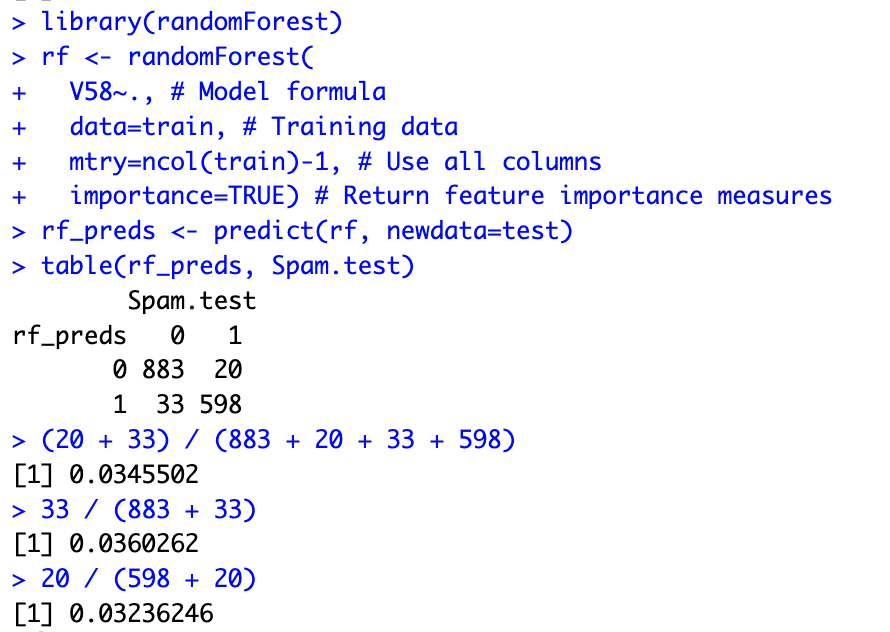 > library(randomForest)
> rf <- randomForest(
+   V58~., # Model formula
+   data=train, # Training data
+   mtry=ncol(train)-1, # Use all columns
+   importance=TRUE) # Return feature importance measures
> rf_preds <- predict(rf, newdata=test)
> table(rf_preds, Spam.test)
        Spam.test
rf_preds   0   1
       0 883  20
       1  33 598
> (20 + 33) / (883 + 20 + 33 + 598)
[1] 0.0345502
> 33 / (883 + 33)
[1] 0.0360262
> 20 / (598 + 20)
[1] 0.03236246